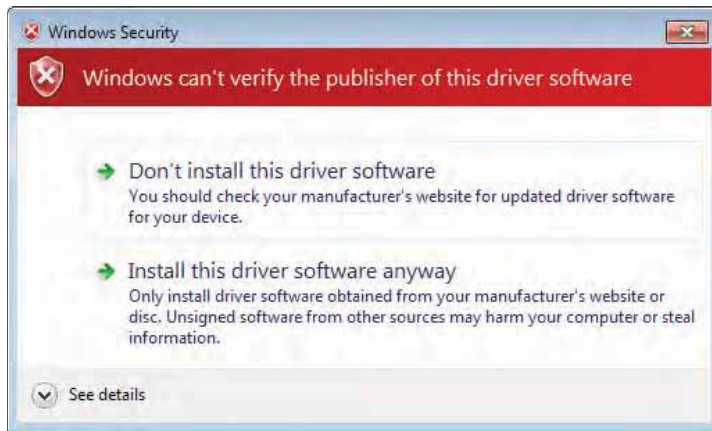 Windows Security
Windows can't verify the publisher of this driver software
Don't install this driver software
You should check your manufacturer's website for updated driver software
for your device.
Install this driver software anyway
Only install driver software obtained from your manufacturer's website or
disc. Unsigned software from other sources may harm your computer or steal
information.
See details